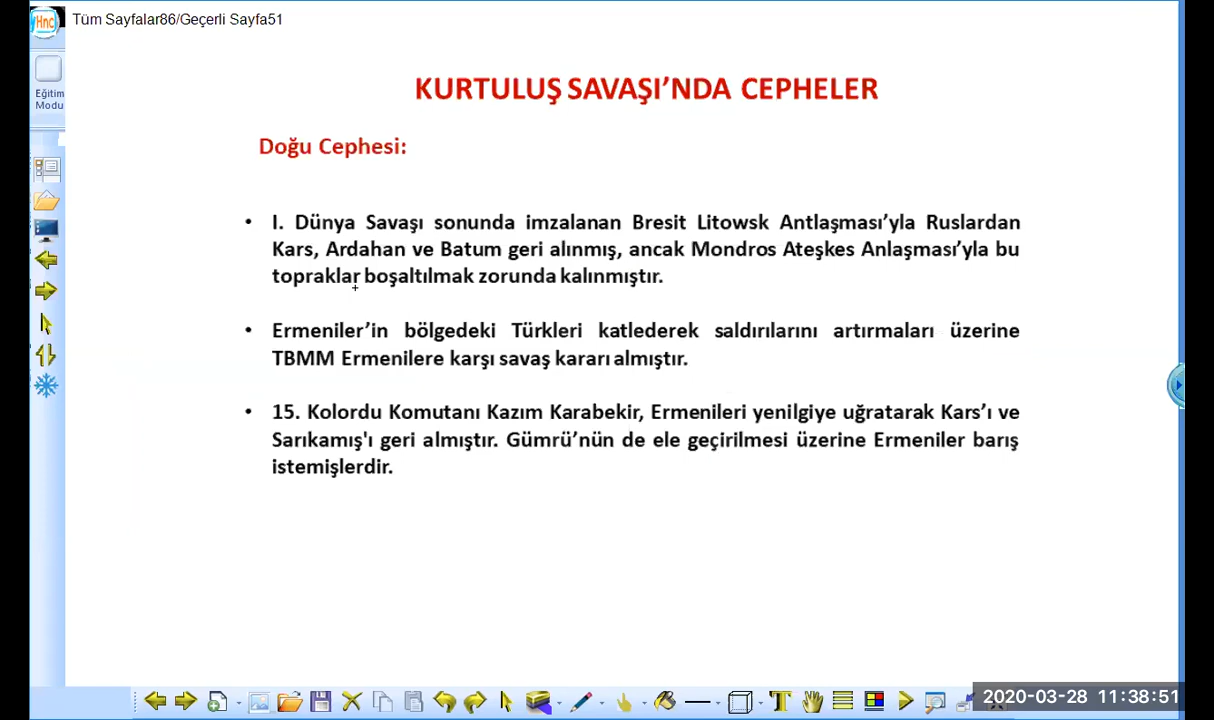 Hnc
Tüm Sayfalar86/Geçerli Sayfa51
Eğitim
Modu
KURTULUŞ SAVAŞI’NDA CEPHELER
Doğu Cephesi:
• I. Dünya Savaşı sonunda imzalanan Bresit Litowsk Antlaşması’yla Ruslardan
Kars, Ardahan ve Batum geri alınmış, ancak Mondros Ateşkes Anlaşması’yla bu
topraklar boşaltılmak zorunda kalınmıştır.
• Ermeniler’in bölgedeki Türkleri katlederek saldırılarını artırmaları üzerine
TBMM Ermenilere karşı savaş kararı almıştır.
• 15. Kolordu Komutanı Kazım Karabekir, Ermenileri yenilgiye uğratarak Kars’ı ve
Sarıkamış'ı geri almıştır. Gümrü’nün de ele geçirilmesi üzerine Ermeniler barış
istemişlerdir.
2020-03-28 11:38:51